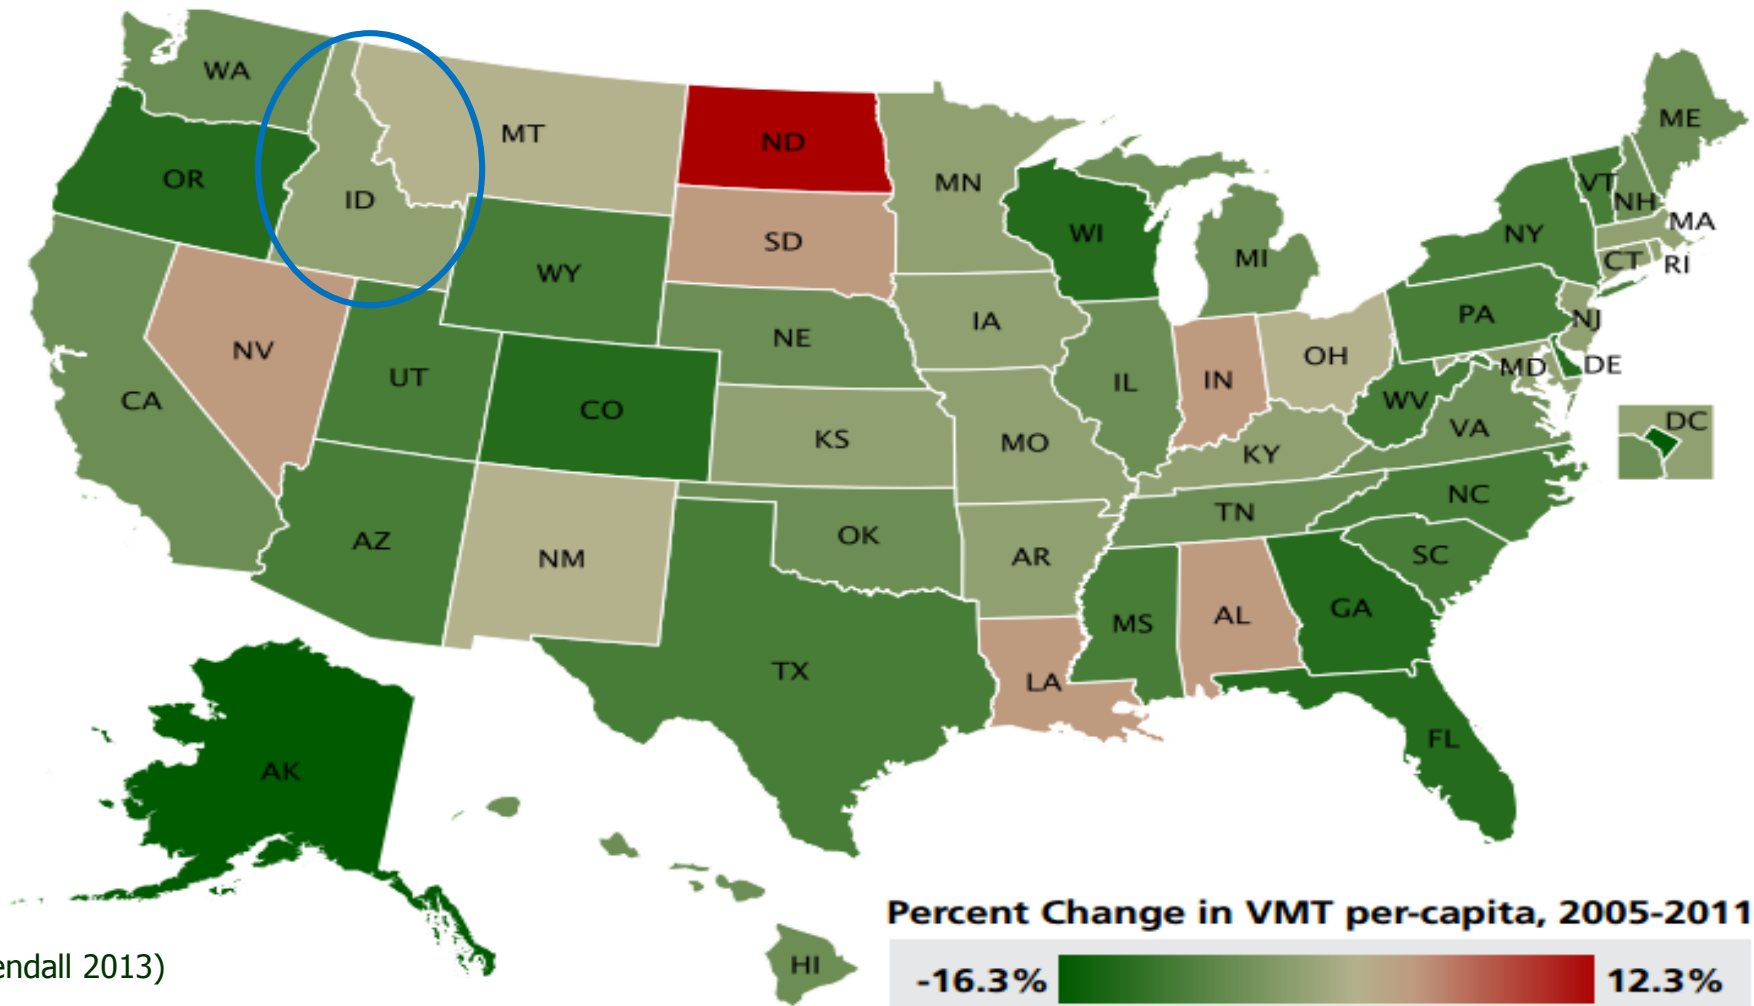 WA
MT
ND
ME
OR
ID
MN
VT
NH
MA
SD
WI
NY
CT
RI
WY
MI
NE
IA
PA
NJ
NV
UT
CO
IL
IN
OH
MD
DE
CA
KS
MO
WV
VA
DC
KY
AZ
NM
OK
AR
TN
NC
SC
MS
AL
GA
TX
LA
FL
AK
HI
Percent Change in VMT per-capita, 2005-2011
-16.3% 12.3%
endall 2013)